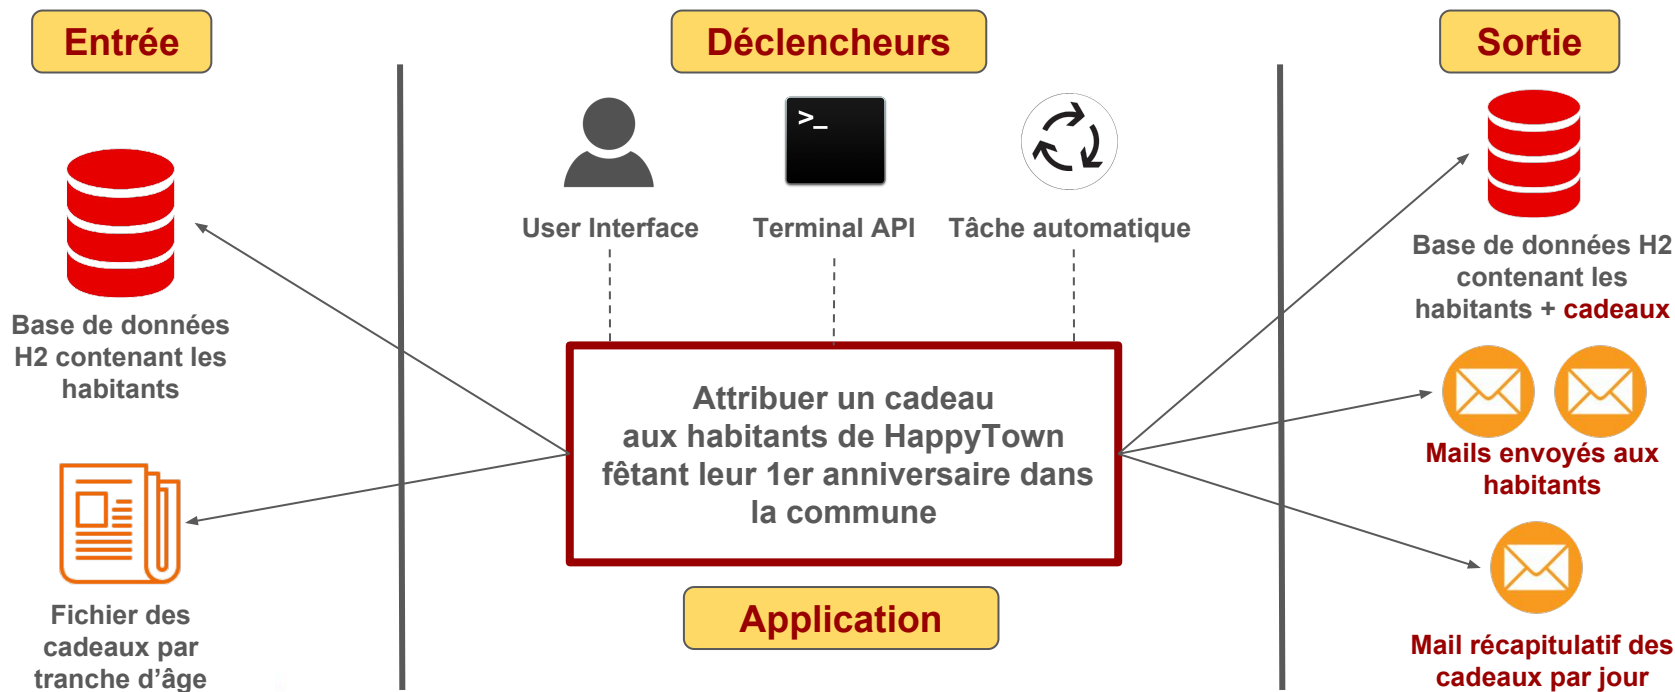 Entrée
Déclencheurs
Sortie
>_
User Interface
Terminal API
Tâche automatique
Base de données
H2 contenant les
habitants
Fichier des
cadeaux par
tranche d’âge
Attribuer un cadeau
aux habitants de HappyTown
fêtant leur 1er anniversaire dans
la commune
Application
Base de données H2
contenant les
habitants + cadeaux
Mails envoyés aux
habitants
Mail récapitulatif des
cadeaux par jour